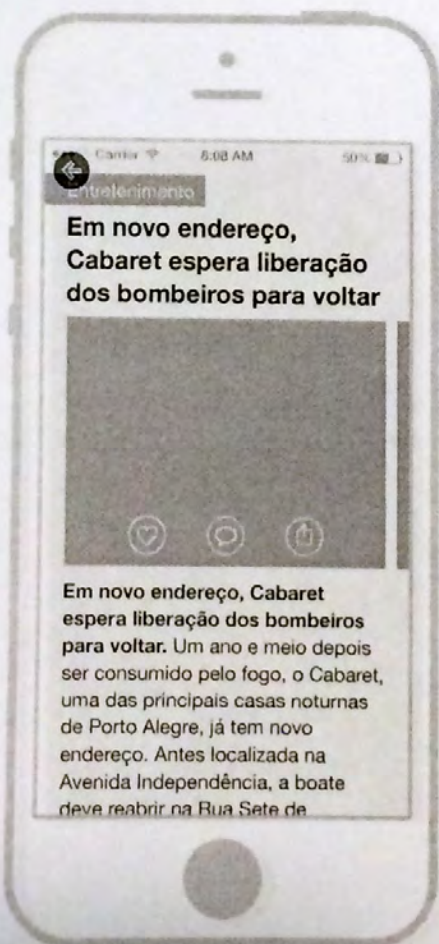 Carrier 8:08 AM 50%
Entretenimento
Em novo endereço,
Cabaret espera liberação
dos bombeiros para voltar
Em novo endereço, Cabaret
espera liberação dos bombeiros
para voltar. Um ano e meio depois
ser consumido pelo fogo, o Cabaret,
uma das principais casas noturnas
de Porto Alegre, já tem novo
endereço. Antes localizada na
Avenida Independência, a boate
deve reabrir na Rua Sete de